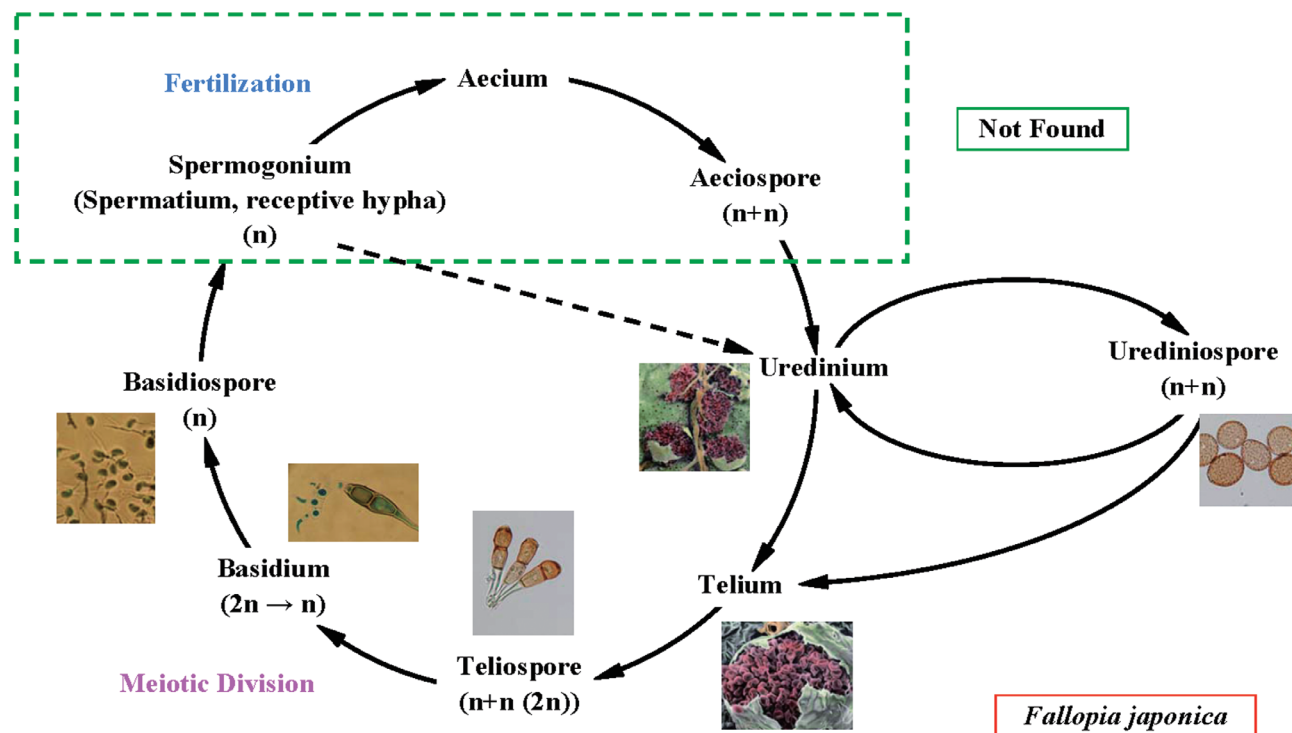 Fertilization
Aecium
Not Found
Spermogonium
(Spermatium, receptive hypha)
(n)
Aeciospore
(n+n)
Uredinium
Urediniospore
(n+n)
Basidiospore
(n)
Basidium
(2n → n)
Telium
Teliospore
(n+n (2n))
Meiotic Division
Fallopia japonica